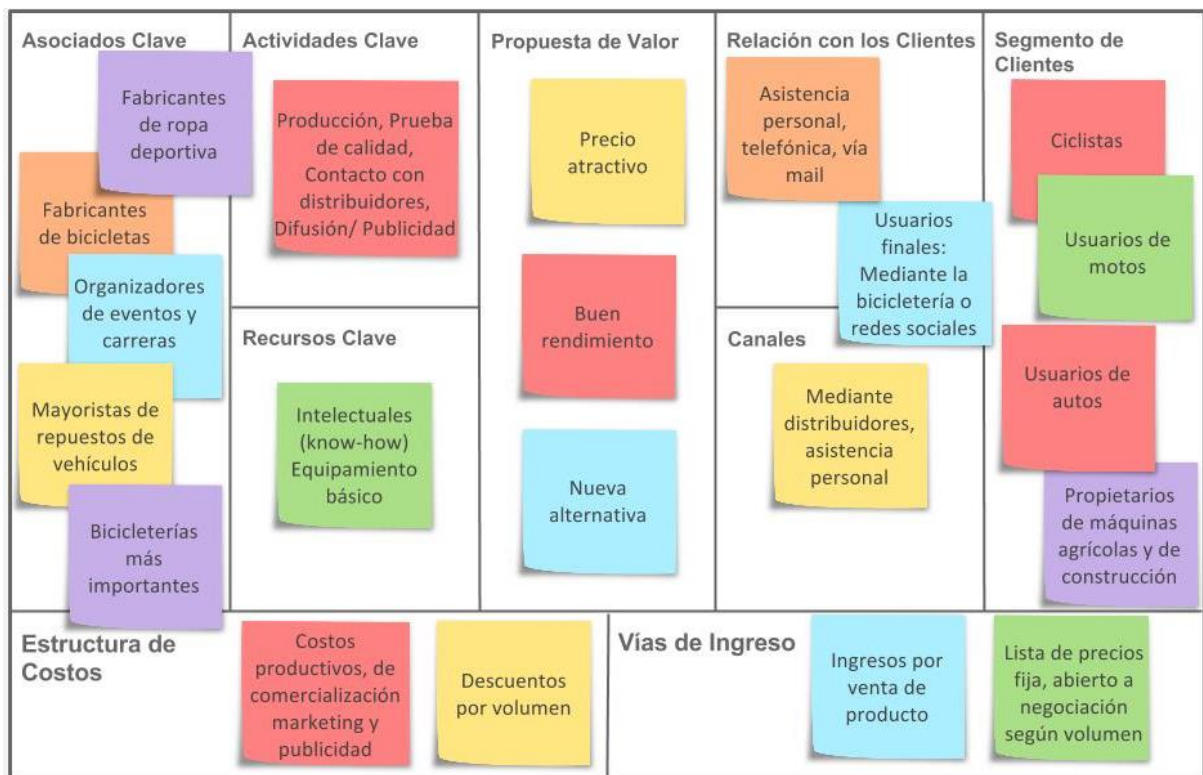 Asociados Clave
Fabricantes
de ropa
deportiva
Fabricantes
de bicicletas
Organizadores
de eventos y
carreras
Mayoristas de
repuestos de
vehículos
Bicicleterías
más
importantes
Actividades Clave
Producción, Prueba
de calidad,
Contacto con
distribuidores,
Difusión/ Publicidad
Recursos Clave
Intelectuales
(know-how)
Equipamiento
básico
Propuesta de Valor
Precio
atractivo
Buen
rendimiento
Nueva
alternativa
Relación con los Clientes
Asistencia
personal,
telefónica, vía
mail
Usuarios
finales:
Mediante la
bicicletería o
redes sociales
Canales
Mediante
distribuidores,
asistencia
personal
Segmento de
Clientes
Ciclistas
Usuarios de
motos
Usuarios de
autos
Propietarios
de máquinas
agrícolas y de
construcción
Estructura de
Costos
Costos
productivos, de
comercialización
marketing y
publicidad
Descuentos
por volumen
Vías de Ingreso
Ingresos por
venta de
producto
Lista de precios
fija, abierto a
negociación
según volumen